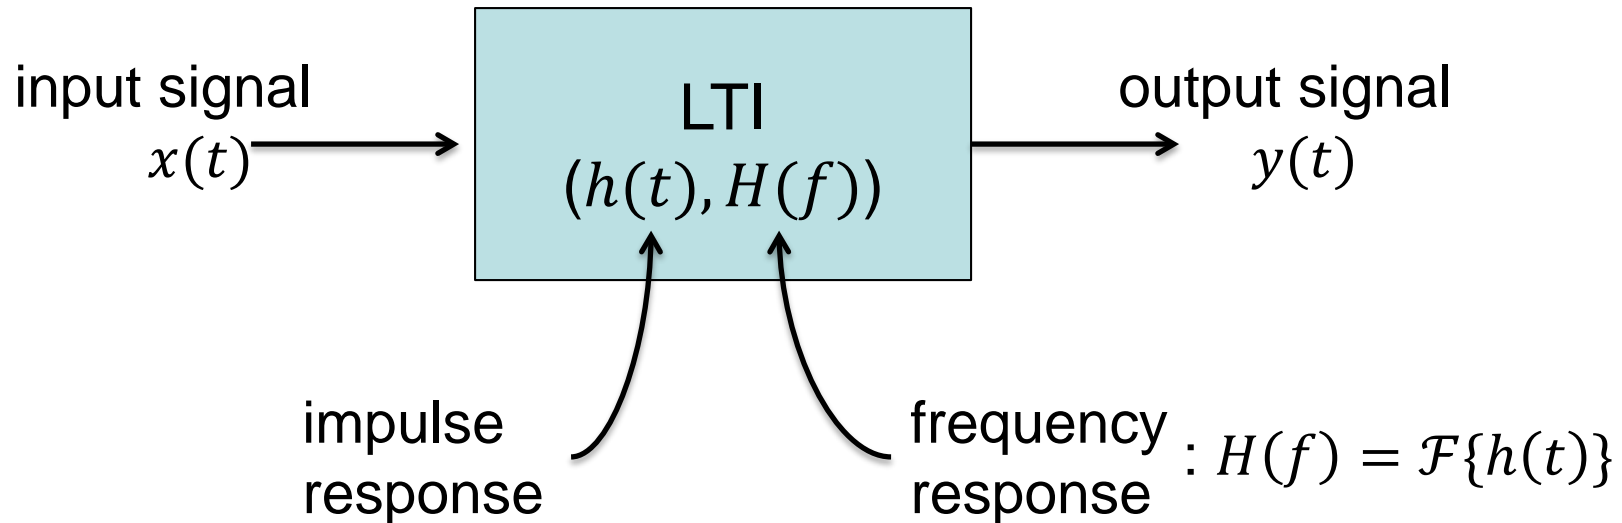 input signal
x(t)
LTI
(h(t), H(f))
output signal
y(t)
impulse
response
frequency
response
: H(f) = ℱ{h(t)}